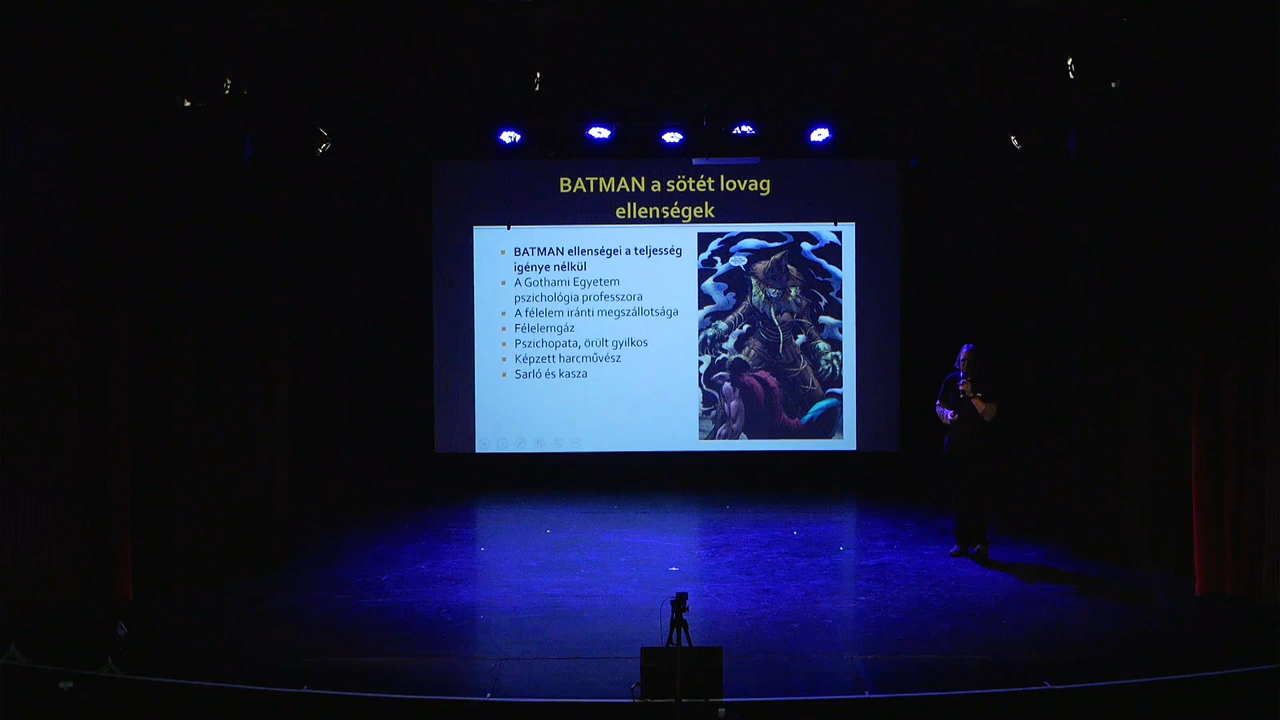 BATMAN a sötét lovag
ellenségek
BATMAN ellenségei a teljesség
igénye nélkül
A Gothami Egyetem
pszichológia professzora
A félelem iránti megszállotsága
Félelemgáz
Pszichopata, örült gyilkos
Képzett harcművész
Sarló és kasza